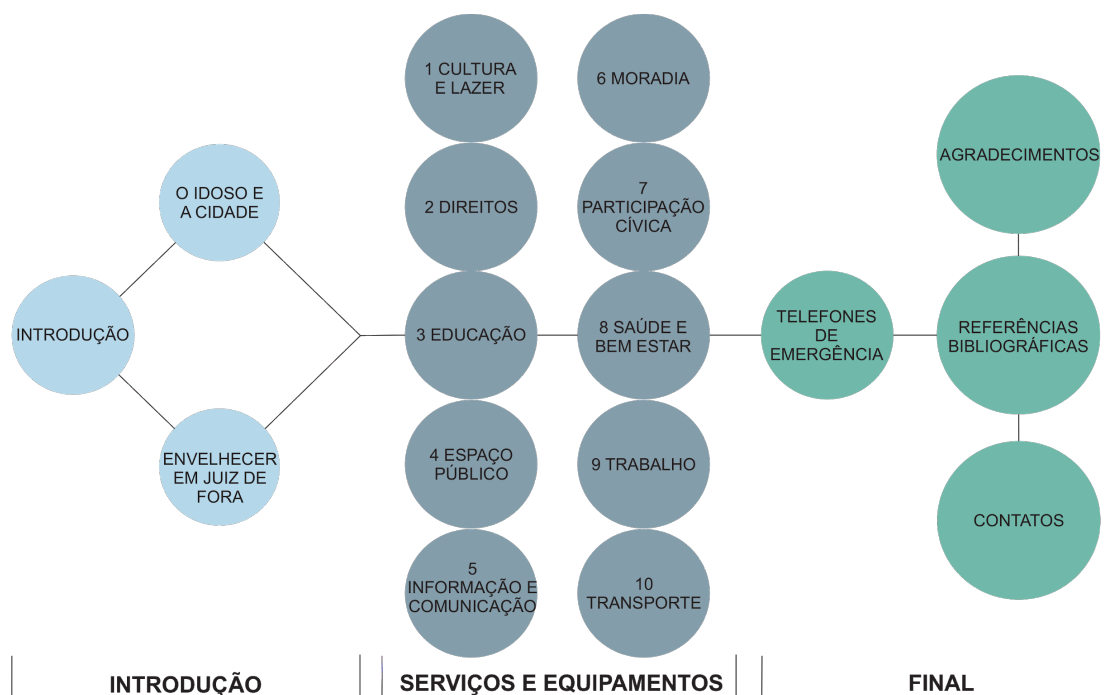 INTRODUÇÃO
O IDOSO E
A CIDADE
ENVELHECER
EM JUIZ DE
FORA
1 CULTURA
E LAZER
2 DIREITOS
3 EDUCAÇÃO
4 ESPAÇO
PÚBLICO
5
INFORMAÇÃO E
COMUNICAÇÃO
6 MORADIA
7
PARTICIPAÇÃO
CÍVICA
8 SAÚDE E
BEM ESTAR
9 TRABALHO
10
TRANSPORTE
TELEFONES
DE
EMERGÊNCIA
AGRADECIMENTOS
REFERÊNCIAS
BIBLIOGRÁFICAS
CONTATOS
INTRODUÇÃO
SERVIÇOS E EQUIPAMENTOS
FINAL